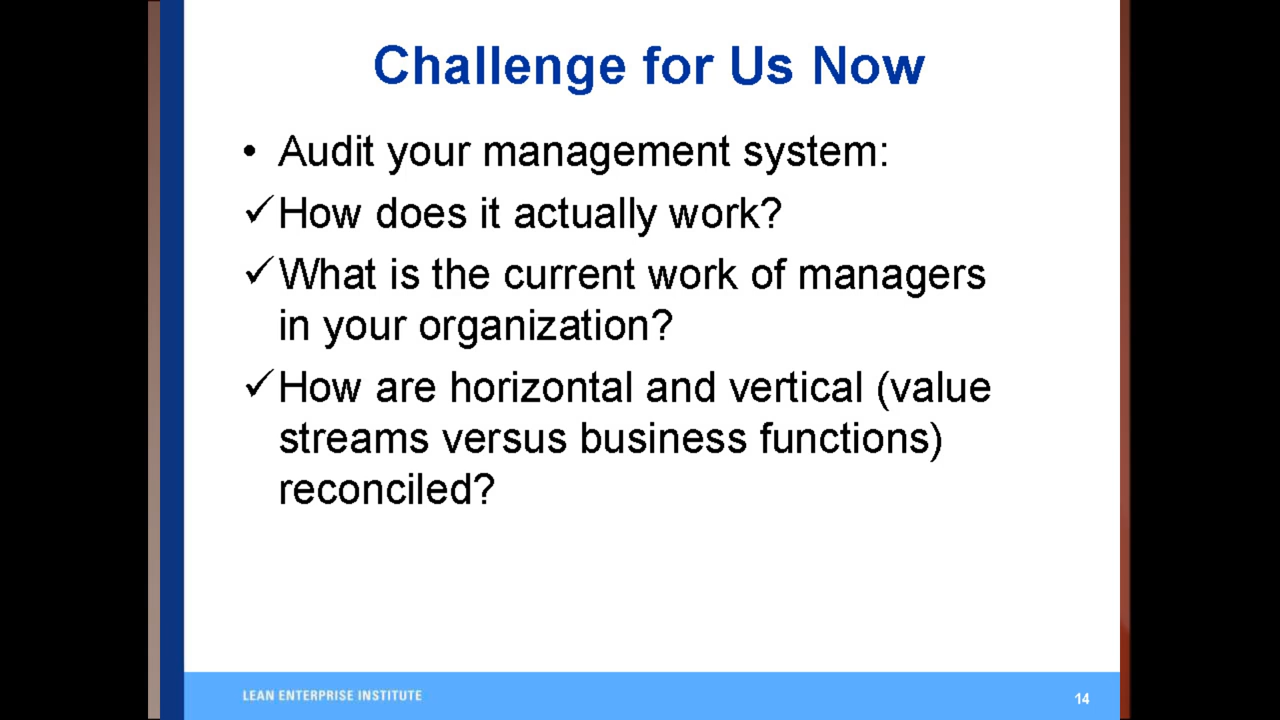 Challenge for Us Now
• Audit your management system:
✓How does it actually work?
✓What is the current work of managers
in your organization?
✓How are horizontal and vertical (value
streams versus business functions)
reconciled?
LEAN ENTERPRISE INSTITUTE
14